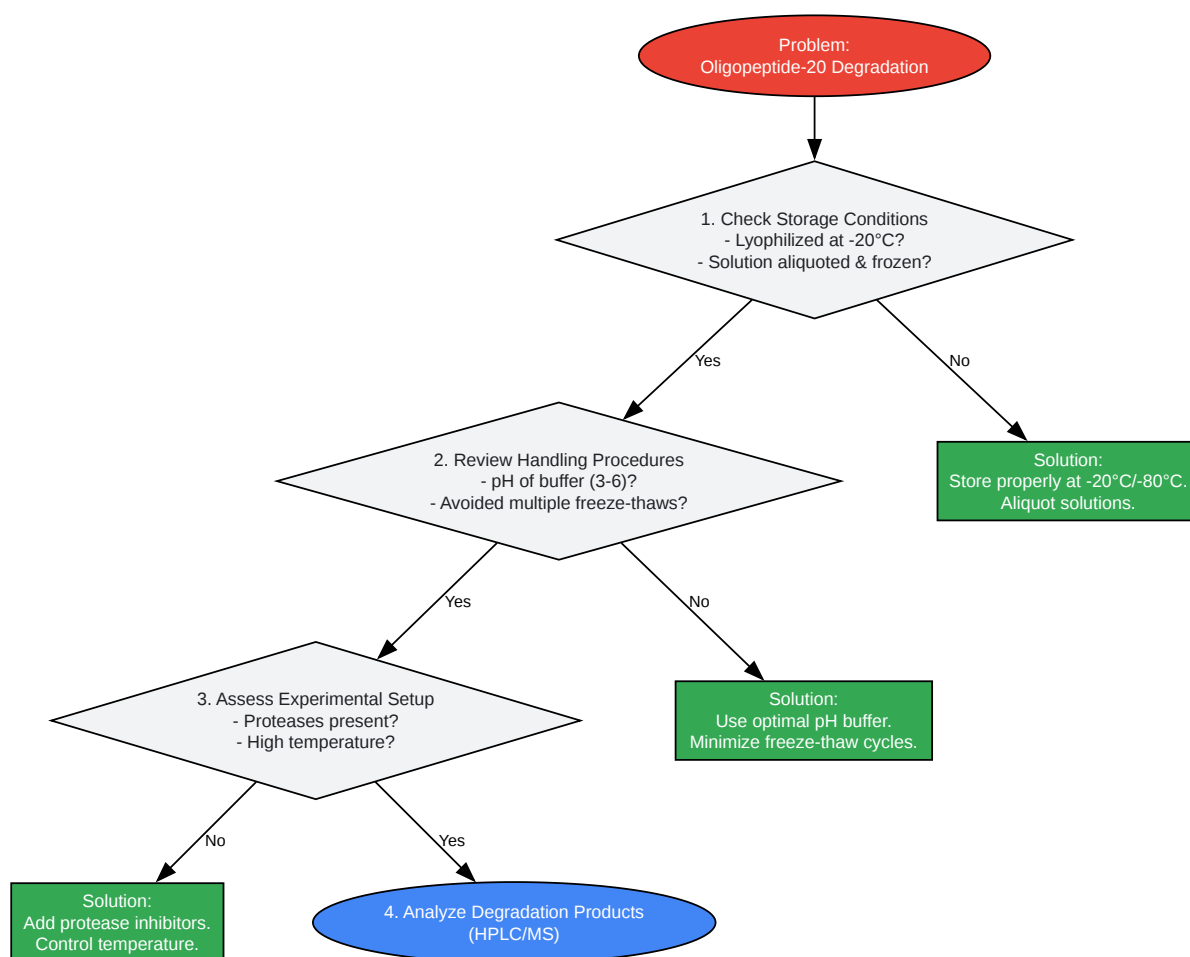 Problem:
Oligopeptide-20 Degradation
1. Check Storage Conditions
- Lyophilized at -20°C?
- Solution aliquoted & frozen?
Yes
No
2. Review Handling Procedures
- pH of buffer (3-6)?
- Avoided multiple freeze-thaws?
Solution:
Store properly at -20°C/-80°C.
Aliquot solutions.
Yes
No
3. Assess Experimental Setup
- Proteases present?
- High temperature?
Solution:
Use optimal pH buffer.
Minimize freeze-thaw cycles.
No
Yes
Solution:
Add protease inhibitors.
Control temperature.
4. Analyze Degradation Products
(HPLC/MS)